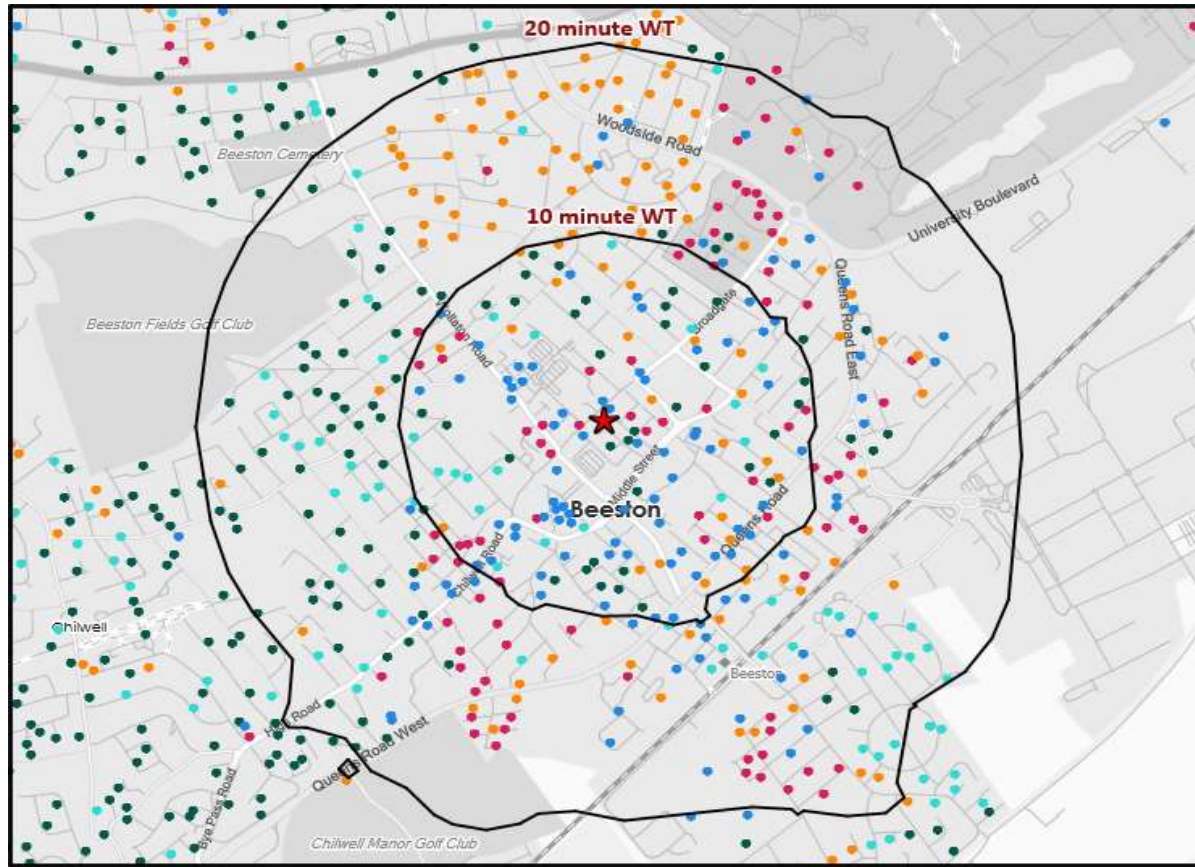 20 minute WT
Woodside Road
Beeston Cemetery
10 minute WT
University Boulevard
Queens Road East
Beeston Fields Golf Club
Wollaton Road
Broadgate
Middle Street
Beeston
Queens Road
Chilwell Road
Chilwell
Beeston
High Road
Queens Road West
Bye Pass Road
Chilwell Manor Golf Club